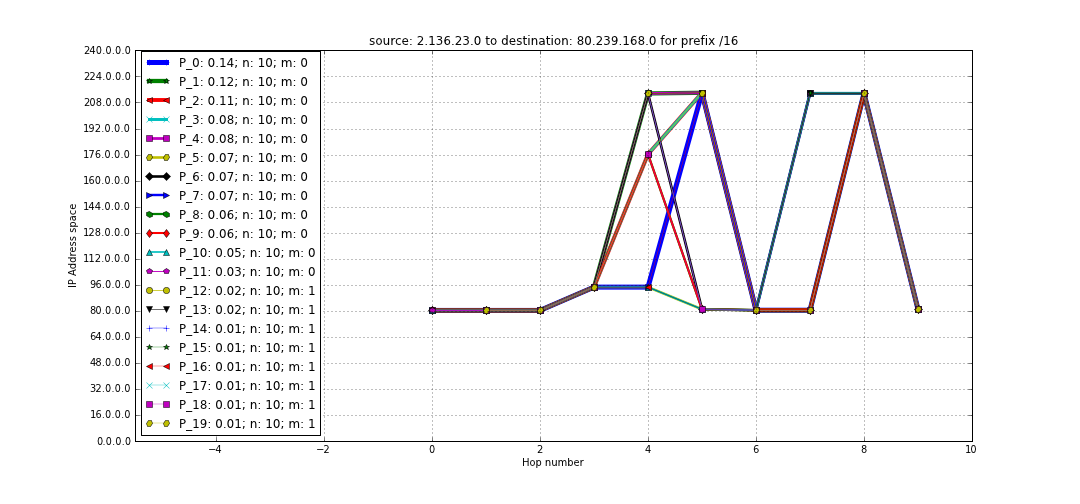 source: 2.136.23.0 to destination: 80.239.168.0 for prefix /16
IP Address space
240.0.0.0
224.0.0.0
208.0.0.0
192.0.0.0
176.0.0.0
160.0.0.0
144.0.0.0
128.0.0.0
112.0.0.0
96.0.0.0
80.0.0.0
64.0.0.0
48.0.0.0
32.0.0.0
16.0.0.0
0.0.0.0
P_0: 0.14; n: 10; m: 0
P_1: 0.12; n: 10; m: 0
P_2: 0.11; n: 10; m: 0
P_3: 0.08; n: 10; m: 0
P_4: 0.08; n: 10; m: 0
P_5: 0.07; n: 10; m: 0
P_6: 0.07; n: 10; m: 0
P_7: 0.07; n: 10; m: 0
P_8: 0.06; n: 10; m: 0
P_9: 0.06; n: 10; m: 0
P_10: 0.05; n: 10; m: 0
P_11: 0.03; n: 10; m: 0
P_12: 0.02; n: 10; m: 1
P_13: 0.02; n: 10; m: 1
P_14: 0.01; n: 10; m: 1
P_15: 0.01; n: 10; m: 1
P_16: 0.01; n: 10; m: 1
P_17: 0.01; n: 10; m: 1
P_18: 0.01; n: 10; m: 1
P_19: 0.01; n: 10; m: 1
−4 −2 0 2 4 6 8 10
Hop number